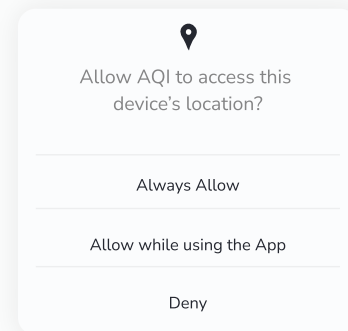 Allow AQI to access this
device's location?
Always Allow
Allow while using the App
Deny